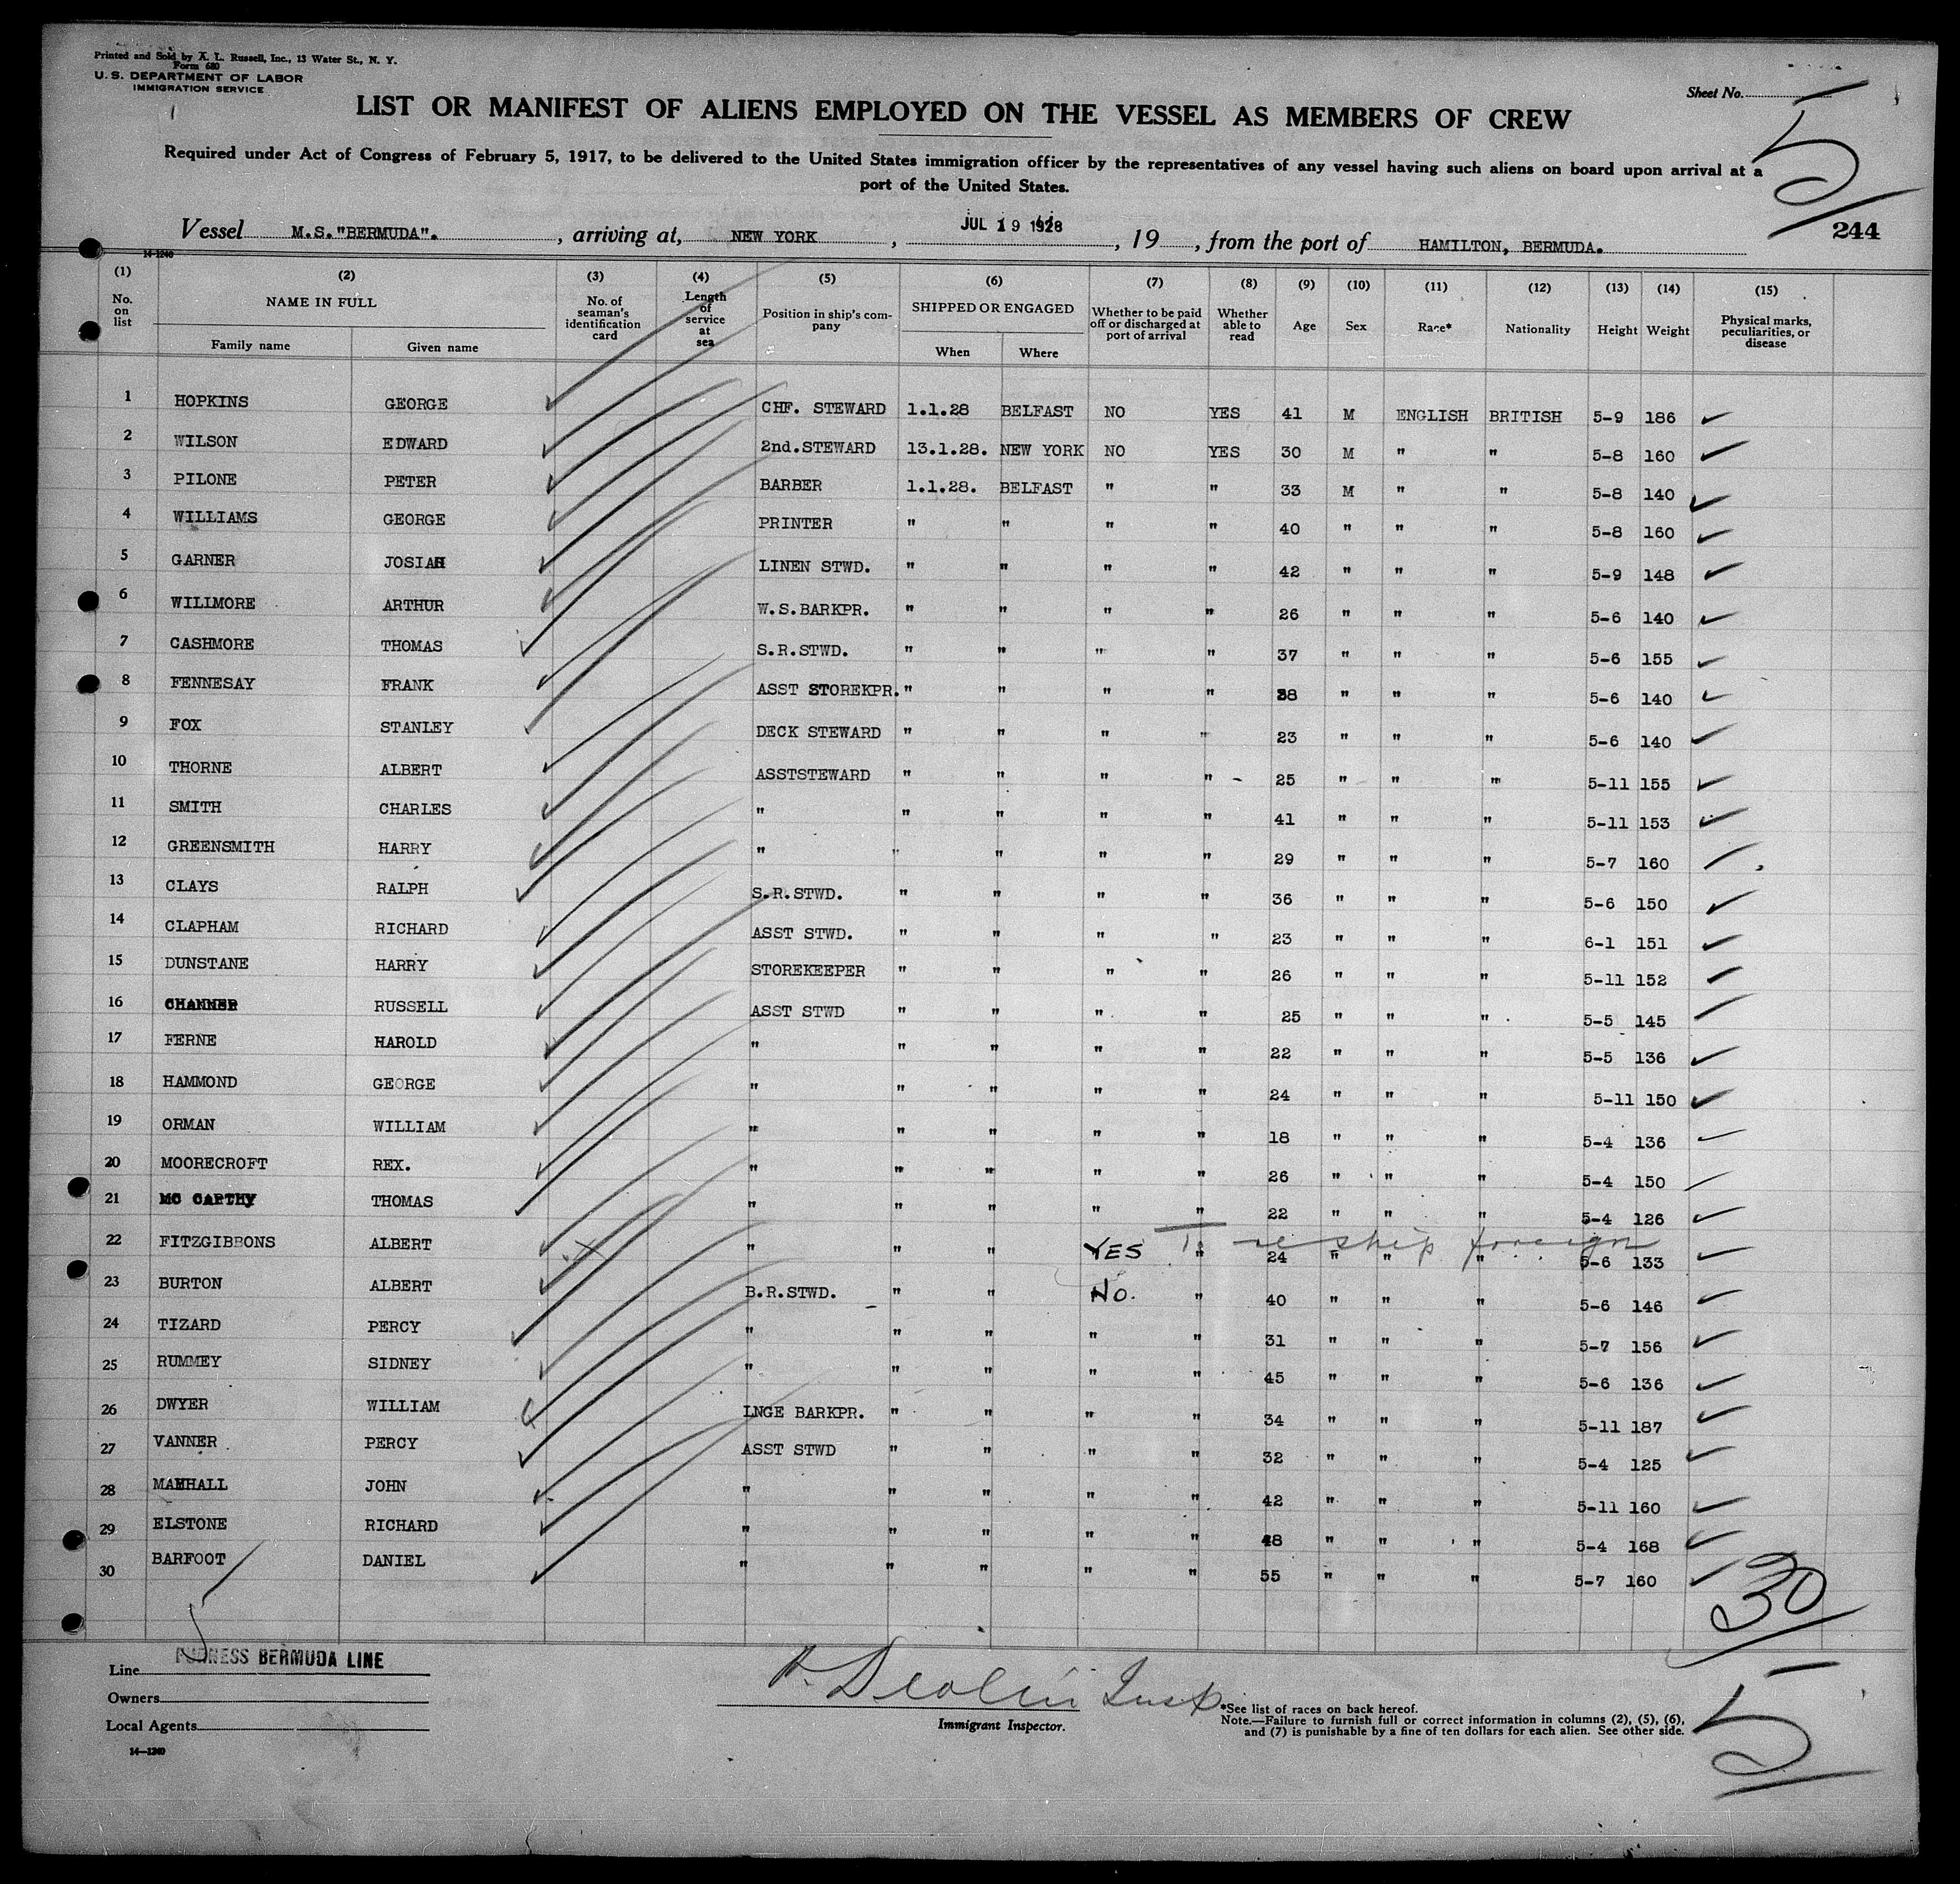 Printed and Sold by A. L. Russell, Inc., 13 Water St., N. Y.
Form 680
U. S. DEPARTMENT OF LABOR
IMMIGRATION SERVICE
Sheet No. 5
LIST OR MANIFEST OF ALIENS EMPLOYED ON THE VESSEL AS MEMBERS OF CREW
Required under Act of Congress of February 5, 1917, to be delivered to the United States immigration officer by the representatives of any vessel having such aliens on board upon arrival at a
port of the United States.
Vessel M.S."BERMUDA". , arriving at, NEW YORK , JUL 19 1928 , 19 , from the port of HAMILTON, BERMUDA. 244
14-1240
(1) (2) (3) (4) (5) (6) (7) (8) (9) (10) (11) (12) (13) (14) (15)
No. on list NAME IN FULL Family name Given name No. of seaman's identification card Length of service at sea Position in ship's company SHIPPED OR ENGAGED When Where Whether to be paid off or discharged at port of arrival Whether able to read Age Sex Race* Nationality Height Weight Physical marks, peculiarities, or disease
1 HOPKINS GEORGE CHF. STEWARD 1.1.28 BELFAST NO YES 41 M ENGLISH BRITISH 5-9 186
2 WILSON EDWARD 2nd.STEWARD 13.1.28. NEW YORK NO YES 30 M " " 5-8 160
3 PILONE PETER BARBER 1.1.28. BELFAST " " 33 M " " 5-8 140
4 WILLIAMS GEORGE PRINTER " " " " 40 " " " 5-8 160
5 GARNER JOSIAH LINEN STWD. " " " " 42 " " " 5-9 148
6 WILLMORE ARTHUR W.S.BARKPR. " " " " 26 " " " 5-6 140
7 CASHMORE THOMAS S.R.STWD. " " " " 37 " " " 5-6 155
8 FENNESAY FRANK ASST STOREKPR. " " " " 38 " " " 5-6 140
9 FOX STANLEY DECK STEWARD " " " " 23 " " " 5-6 140
10 THORNE ALBERT ASSTSTEWARD " " " " 25 " " " 5-11 155
11 SMITH CHARLES " " " " " 41 " " " 5-11 153
12 GREENSMITH HARRY " " " " " 29 " " " 5-7 160
13 CLAYS RALPH S.R.STWD. " " " " 36 " " " 5-6 150
14 CLAPHAM RICHARD ASST STWD. " " " " 23 " " " 6-1 151
15 DUNSTANE HARRY STOREKEEPER " " " " 26 " " " 5-11 152
16 CHANNER RUSSELL ASST STWD " " " " 25 " " " 5-5 145
17 FERNE HAROLD " " " " " 22 " " " 5-5 136
18 HAMMOND GEORGE " " " " " 24 " " " 5-11 150
19 ORMAN WILLIAM " " " " " 18 " " " 5-4 136
20 MOORECROFT REX. " " " " " 26 " " " 5-4 150
21 MC CARTHY THOMAS " " " " " 22 " " " 5-4 126
22 FITZGIBBONS ALBERT " " " YES " 24 " " " 5-6 133 To reship foreign
23 BURTON ALBERT B.R.STWD. " " No. " 40 " " " 5-6 146
24 TIZARD PERCY " " " " " 31 " " " 5-7 156
25 RUMMEY SIDNEY " " " " " 45 " " " 5-6 136
26 DWYER WILLIAM LNGE BARKPR. " " " " 34 " " " 5-11 187
27 VANNER PERCY ASST STWD " " " " 32 " " " 5-4 125
28 JOHN " " " " " 42 " " " 5-11 160
29 ELSTONE RICHARD " " " " " 48 " " " 5-4 168
30 BARFOOT DANIEL " " " " " 55 " " " 5-7 160
30
Line FURNESS BERMUDA LINE
Owners
Local Agents
14-1240
Insp
Immigrant Inspector.
*See list of races on back hereof.
Note.—Failure to furnish full or correct information in columns (2), (5), (6),
and (7) is punishable by a fine of ten dollars for each alien. See other side.
5